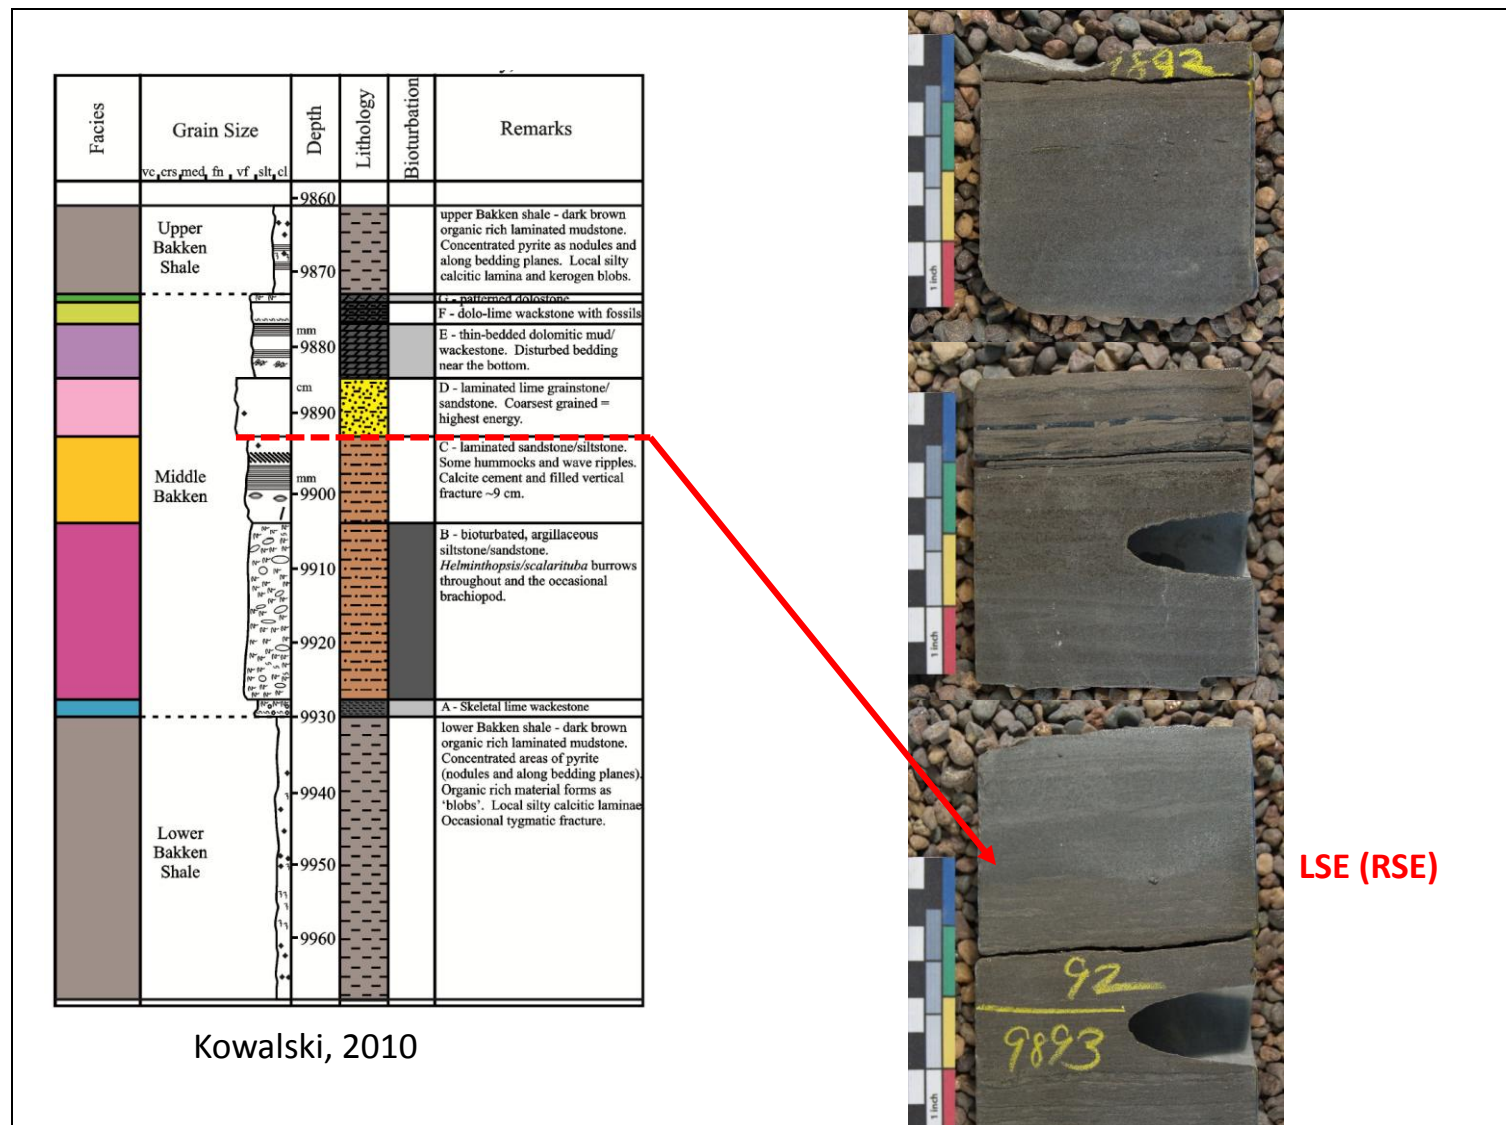 Facies
Grain Size
vc crs med fn vf slt cl
Depth
Lithology
Bioturbation
Remarks
9860
Upper
Bakken
Shale
upper Bakken shale - dark brown
organic rich laminated mudstone.
Concentrated pyrite as nodules and
along bedding planes. Local silty
calcitic lamina and kerogen blobs.
9870
G - patterned dolostone
F - dolo-lime wackstone with fossils
mm
9880
E - thin-bedded dolomitic mud/
wackestone. Disturbed bedding
near the bottom.
cm
9890
D - laminated lime grainstone/
sandstone. Coarsest grained =
highest energy.
Middle
Bakken
mm
9900
C - laminated sandstone/siltstone.
Some hummocks and wave ripples.
Calcite cement and filled vertical
fracture ~9 cm.
9910
B - bioturbated, argillaceous
siltstone/sandstone.
Helminthopsis/scalarituba burrows
throughout and the occasional
brachiopod.
9920
A - Skeletal lime wackestone
9930
lower Bakken shale - dark brown
organic rich laminated mudstone.
Concentrated areas of pyrite
(nodules and along bedding planes).
Organic rich material forms as
‘blobs’. Local silty calcitic laminae
Occasional tygmatic fracture.
9940
Lower
Bakken
Shale
9950
9960
Kowalski, 2010
1892
1 inch
1 inch
92
9893
1 inch
LSE (RSE)